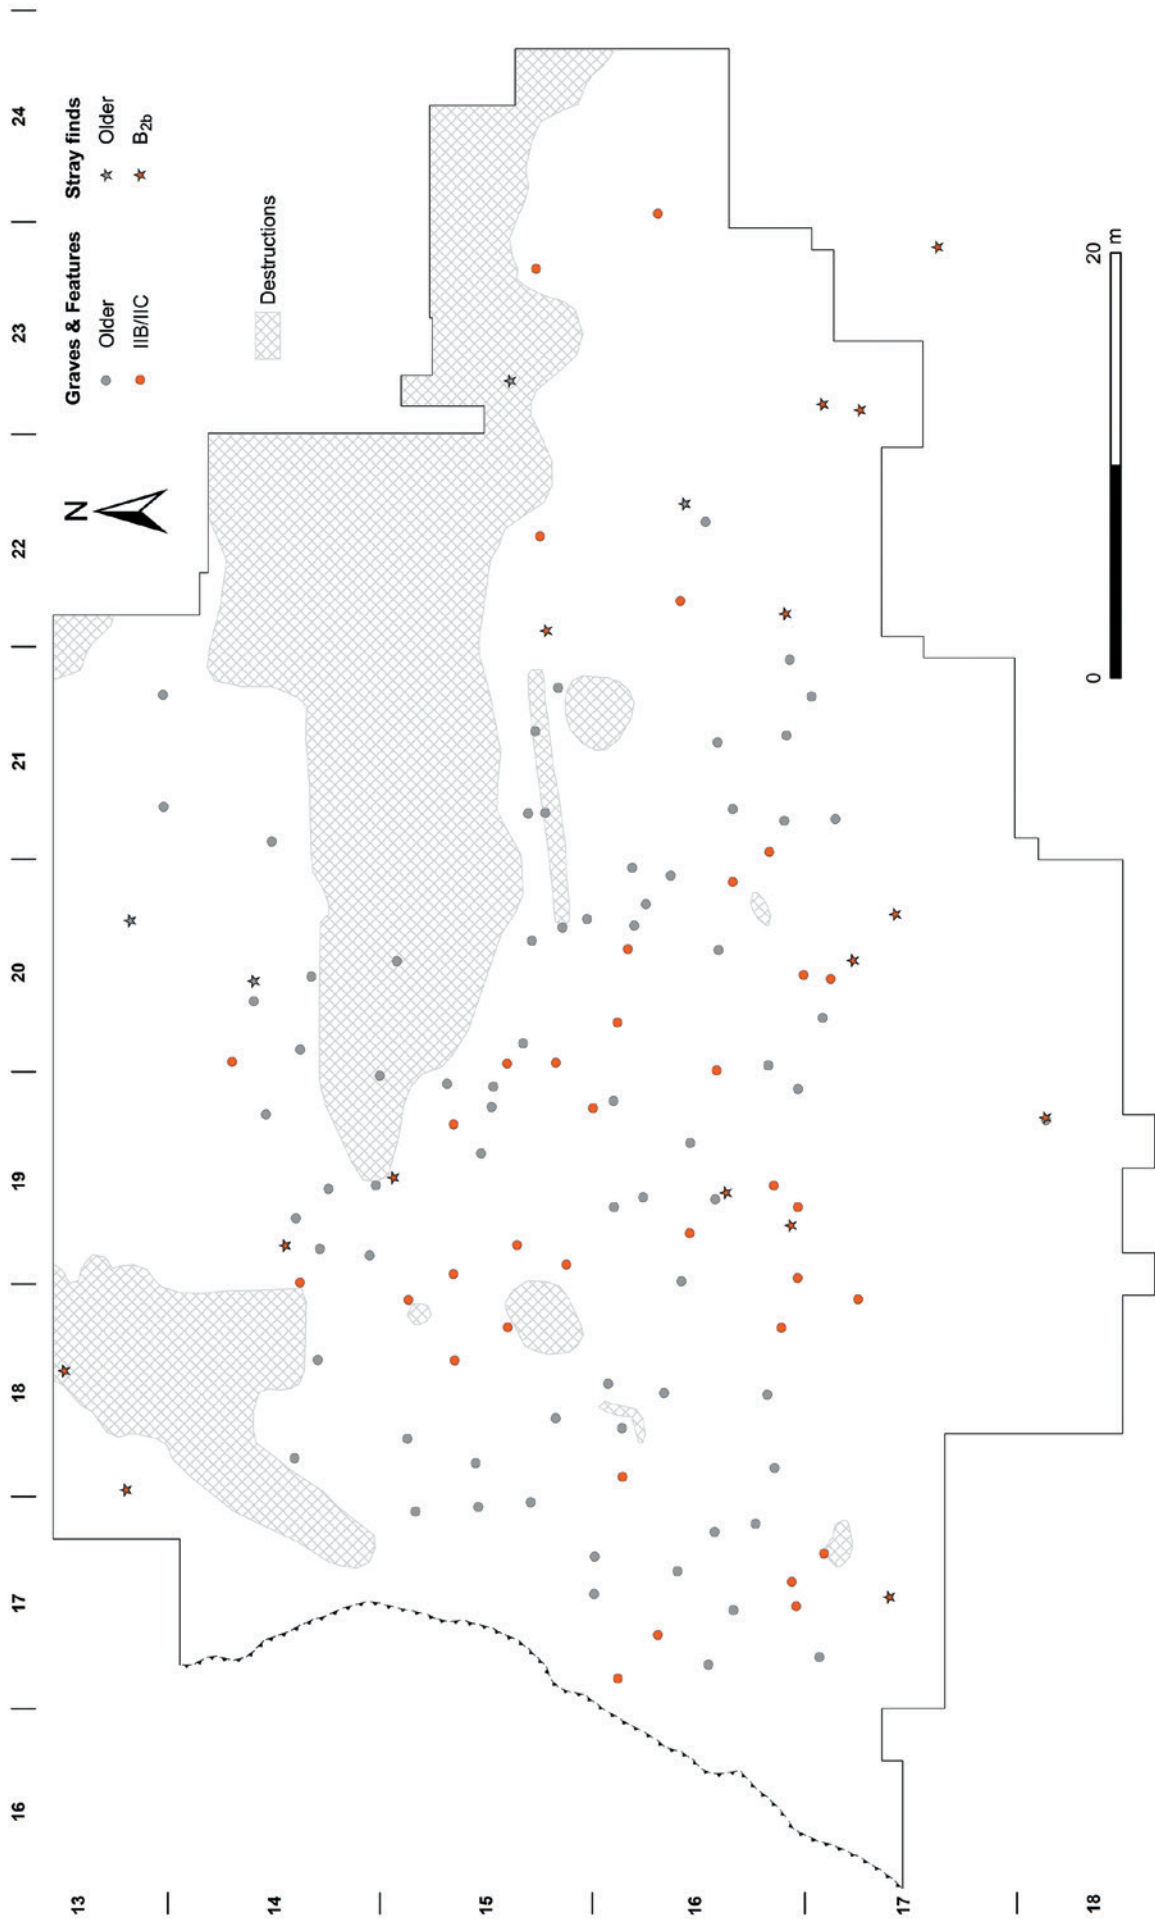 16 17 18 19 20 21 22 23 24
Graves & Features Stray finds
Older Older
IIB/IIC B2b
Destructions
N
13
14
15
16
17
18
0 20 m